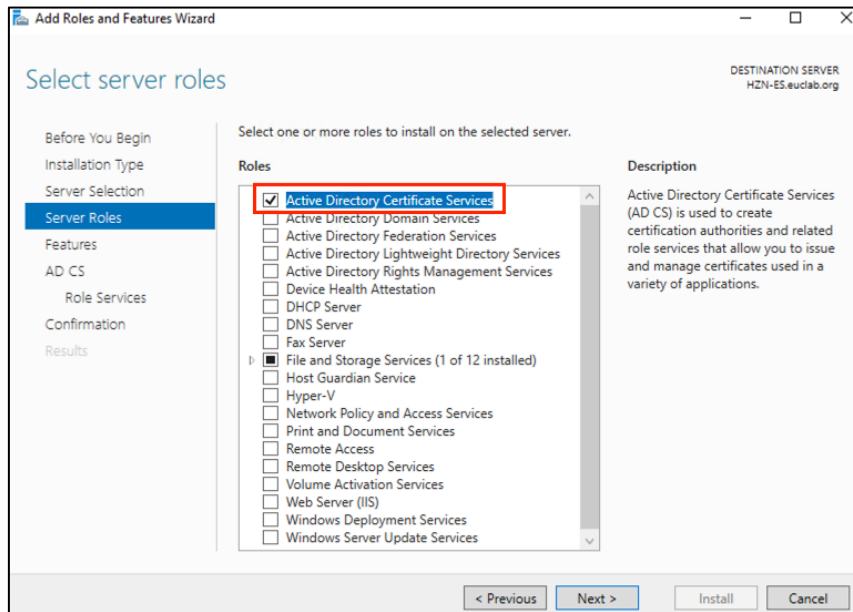 Add Roles and Features Wizard
Select server roles
DESTINATION SERVER
HZN-ES.euclab.org
Before You Begin
Installation Type
Server Selection
Server Roles
Features
AD CS
Role Services
Confirmation
Results
Select one or more roles to install on the selected server.
Roles
Active Directory Certificate Services
Active Directory Domain Services
Active Directory Federation Services
Active Directory Lightweight Directory Services
Active Directory Rights Management Services
Device Health Attestation
DHCP Server
DNS Server
Fax Server
File and Storage Services (1 of 12 installed)
Host Guardian Service
Hyper-V
Network Policy and Access Services
Print and Document Services
Remote Access
Remote Desktop Services
Volume Activation Services
Web Server (IIS)
Windows Deployment Services
Windows Server Update Services
Description
Active Directory Certificate Services
(AD CS) is used to create
certification authorities and related
role services that allow you to issue
and manage certificates used in a
variety of applications.
< Previous
Next >
Install
Cancel